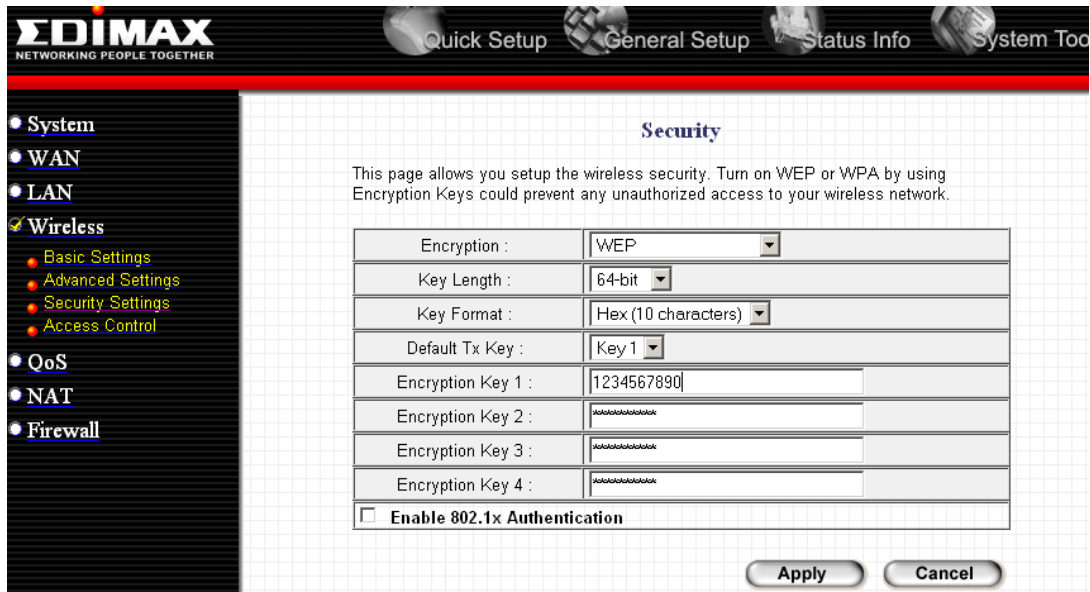 EDIMAX
NETWORKING PEOPLE TOGETHER
Quick Setup
General Setup
Status Info
System Too
System
WAN
LAN
Wireless
Basic Settings
Advanced Settings
Security Settings
Access Control
QoS
NAT
Firewall
Security
This page allows you setup the wireless security. Turn on WEP or WPA by using
Encryption Keys could prevent any unauthorized access to your wireless network.
Encryption : WEP
Key Length : 64-bit
Key Format : Hex (10 characters)
Default Tx Key : Key 1
Encryption Key 1 : 1234567890
Encryption Key 2 : **********
Encryption Key 3 : **********
Encryption Key 4 : **********
Enable 802.1x Authentication
Apply Cancel